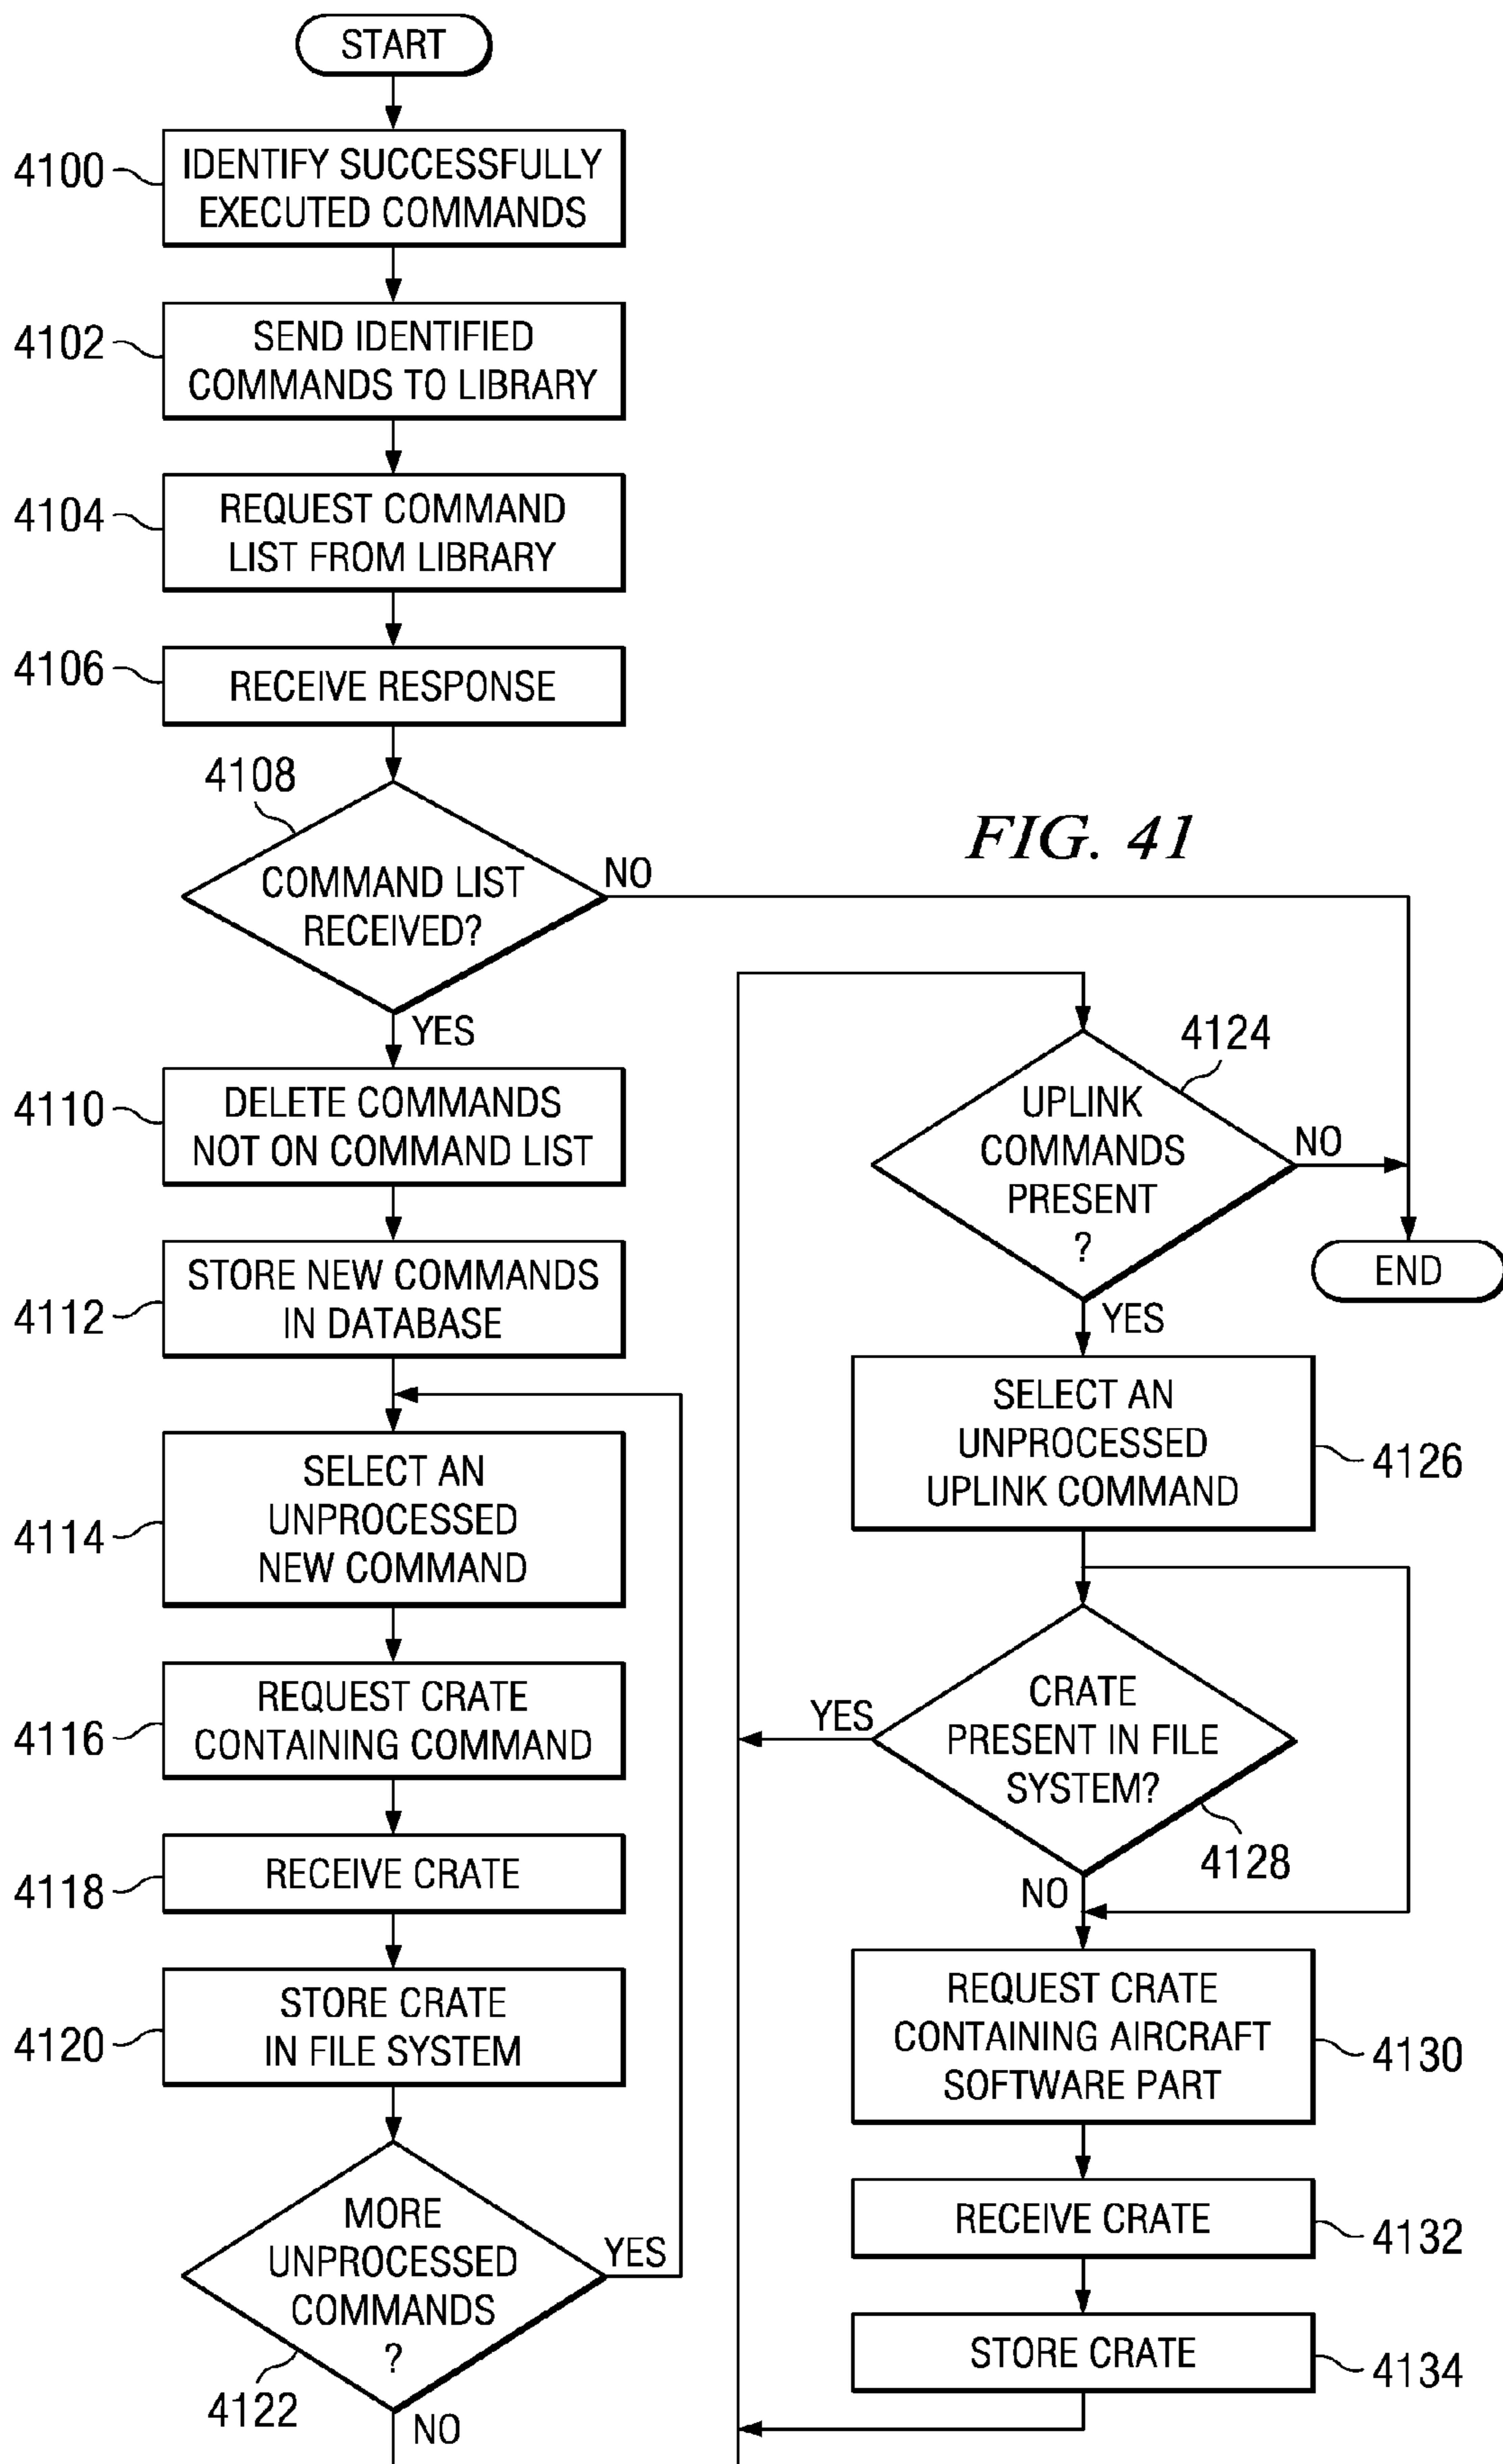 START
4100
IDENTIFY SUCCESSFULLY
EXECUTED COMMANDS
4102
SEND IDENTIFIED
COMMANDS TO LIBRARY
4104
REQUEST COMMAND
LIST FROM LIBRARY
4106
RECEIVE RESPONSE
4108
COMMAND LIST
RECEIVED?
NO
YES
4110
DELETE COMMANDS
NOT ON COMMAND LIST
4112
STORE NEW COMMANDS
IN DATABASE
4114
SELECT AN
UNPROCESSED
NEW COMMAND
4116
REQUEST CRATE
CONTAINING COMMAND
4118
RECEIVE CRATE
4120
STORE CRATE
IN FILE SYSTEM
MORE
UNPROCESSED
COMMANDS
?
YES
4122
NO
FIG. 41
4124
UPLINK
COMMANDS
PRESENT
?
NO
END
YES
SELECT AN
UNPROCESSED
UPLINK COMMAND
4126
YES
CRATE
PRESENT IN FILE
SYSTEM?
4128
NO
REQUEST CRATE
CONTAINING AIRCRAFT
SOFTWARE PART
4130
RECEIVE CRATE
4132
STORE CRATE
4134